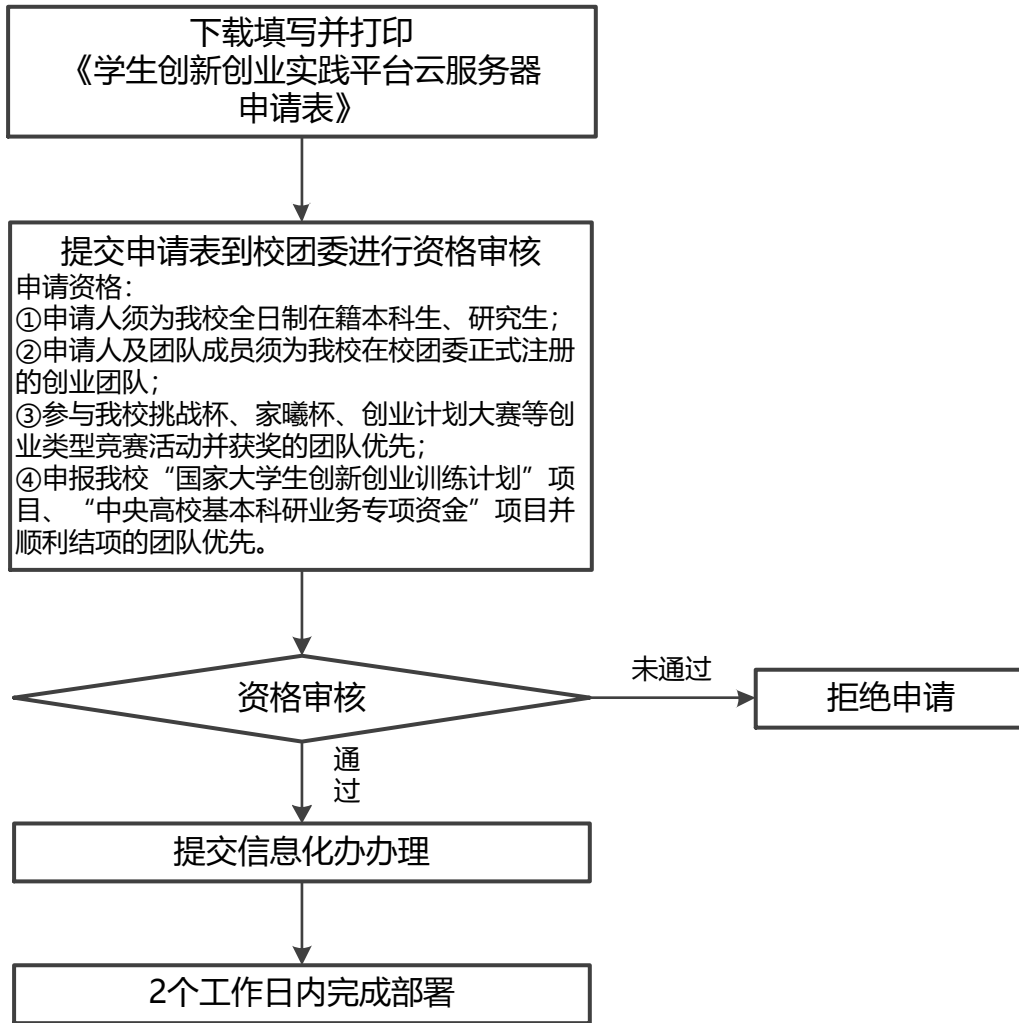 下载填写并打印
《学生创新创业实践平台云服务器
申请表》
提交申请表到校团委进行资格审核
申请资格：
①申请人须为我校全日制在籍本科生、研究生；
②申请人及团队成员须为我校在校团委正式注册
的创业团队；
③参与我校挑战杯、家曦杯、创业计划大赛等创
业类型竞赛活动并获奖的团队优先；
④申报我校“国家大学生创新创业训练计划”项
目、“中央高校基本科研业务专项资金”项目并
顺利结项的团队优先。
资格审核
未通过
拒绝申请
通
过
提交信息化办办理
2个工作日内完成部署